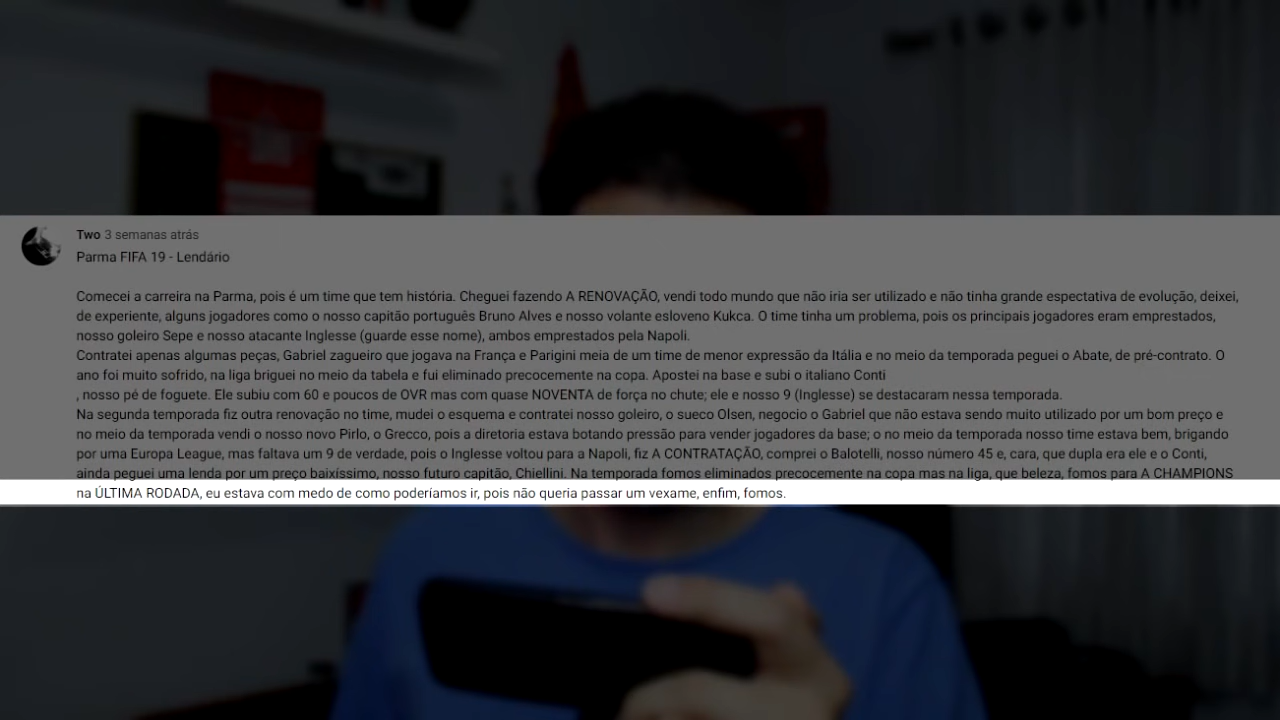 Two 3 semanas atrás
Parma FIFA 19 - Lendário
Comecei a carreira na Parma, pois é um time que tem história. Cheguei fazendo A RENOVAÇÃO, vendi todo mundo que não iria ser utilizado e não tinha grande espectativa de evolução, deixei,
de experiente, alguns jogadores como o nosso capitão português Bruno Alves e nosso volante esloveno Kukca. O time tinha um problema, pois os principais jogadores eram emprestados,
nosso goleiro Sepe e nosso atacante Inglesse (guarde esse nome), ambos emprestados pela Napoli.
Contratei apenas algumas peças, Gabriel zagueiro que jogava na França e Parigini meia de um time de menor expressão da Itália e no meio da temporada peguei o Abate, de pré-contrato. O
ano foi muito sofrido, na liga briguei no meio da tabela e fui eliminado precocemente na copa. Apostei na base e subi o italiano Conti
, nosso pé de foguete. Ele subiu com 60 e poucos de OVR mas com quase NOVENTA de força no chute; ele e nosso 9 (Inglesse) se destacaram nessa temporada.
Na segunda temporada fiz outra renovação no time, mudei o esquema e contratei nosso goleiro, o sueco Olsen, negocio o Gabriel que não estava sendo muito utilizado por um bom preço e
no meio da temporada vendi o nosso novo Pirlo, o Grecco, pois a diretoria estava botando pressão para vender jogadores da base; o no meio da temporada nosso time estava bem, brigando
por uma Europa League, mas faltava um 9 de verdade, pois o Inglesse voltou para a Napoli, fiz A CONTRATAÇÃO, comprei o Balotelli, nosso número 45 e, cara, que dupla era ele e o Conti,
ainda peguei uma lenda por um preço baixíssimo, nosso futuro capitão, Chiellini. Na temporada fomos eliminados precocemente na copa mas na liga, que beleza, fomos para A CHAMPIONS
na ÚLTIMA RODADA, eu estava com medo de como poderíamos ir, pois não queria passar um vexame, enfim, fomos.